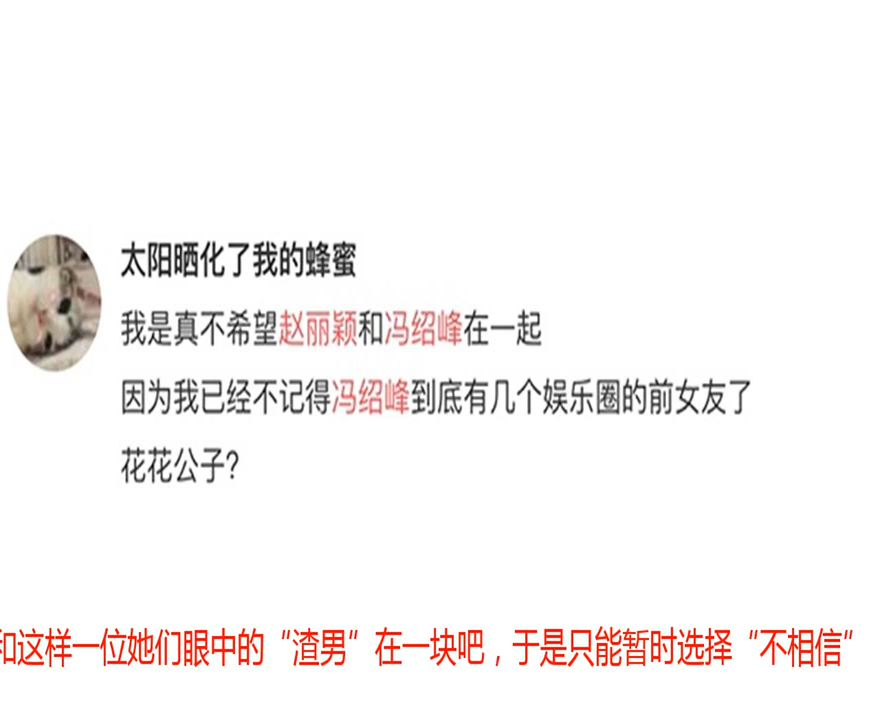 太阳晒化了我的蜂蜜
我是真不希望赵丽颖和冯绍峰在一起
因为我已经不记得冯绍峰到底有几个娱乐圈的前女友了
花花公子?
和这样一位她们眼中的“渣男”在一块吧，于是只能暂时选择“不相信”